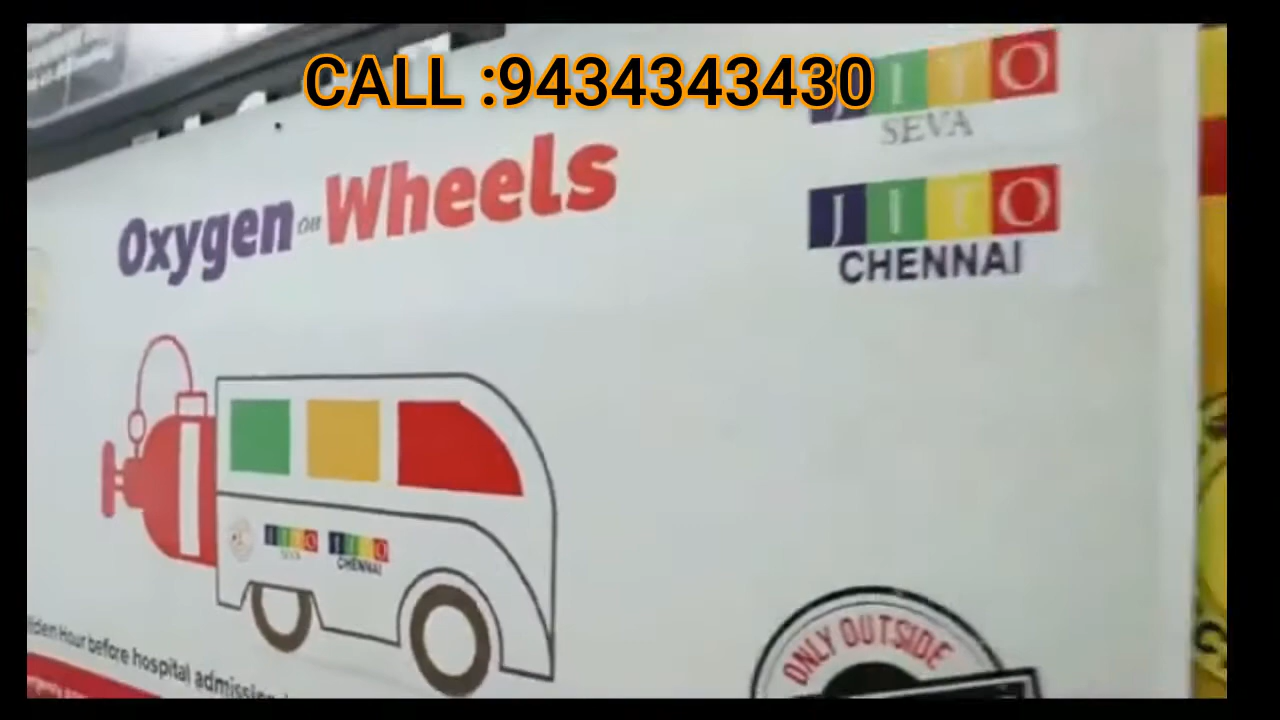 CALL :9434343430
JITO
SEVA
Oxygen on Wheels
JITO
CHENNAI
JITO
SEVA
JITO
CHENNAI
Hour before hospital admission
ONLY OUTSIDE